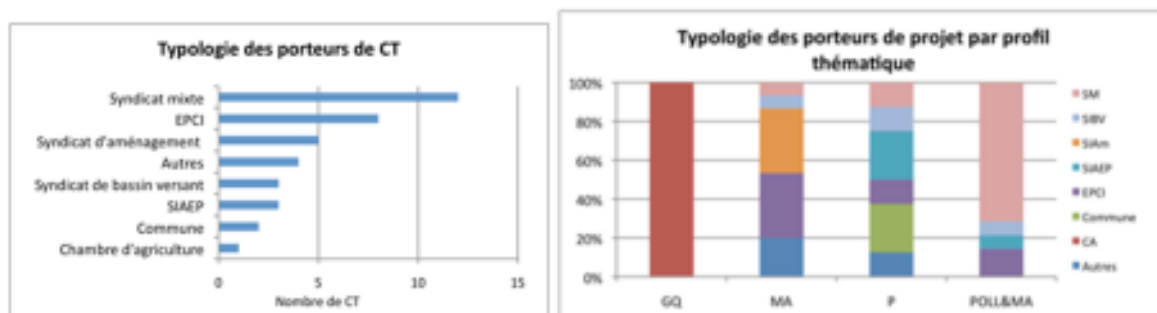 Typologie des porteurs de CT
Syndicat mixte
EPCI
Syndicat d'aménagement
Autres
Syndicat de bassin versant
SIAEP
Commune
Chambre d'agriculture
0 5 10 15
Nombre de CT
Typologie des porteurs de projet par profil
thématique
100%
80%
60%
40%
20%
0%
GQ MA P POLL&MA
SM
SIBV
SIAm
SIAEP
EPCI
Commune
CA
Autres